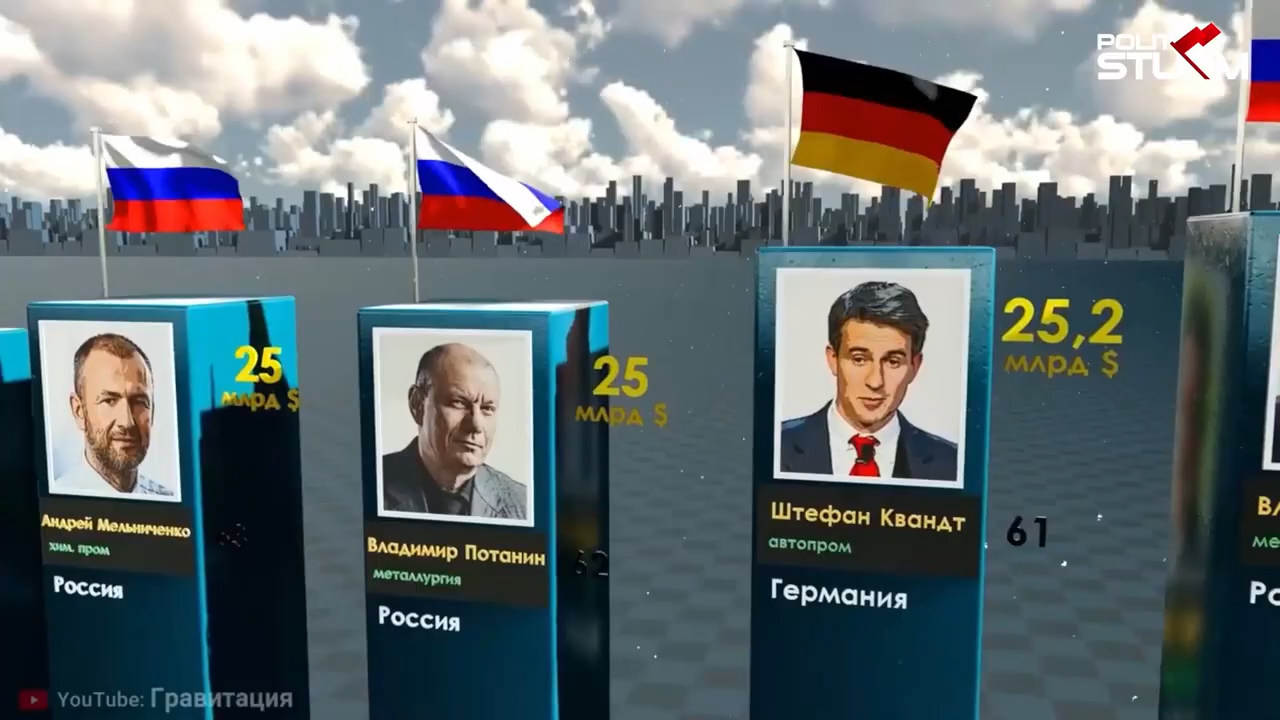 POLIT
STURM
25
млрд $
Андрей Мельниченко
хим. пром
Россия
25
млрд $
62
Владимир Потанин
металлургия
Россия
25,2
млрд $
61
Штефан Квандт
автопром
Германия
YouTube: Гравитация